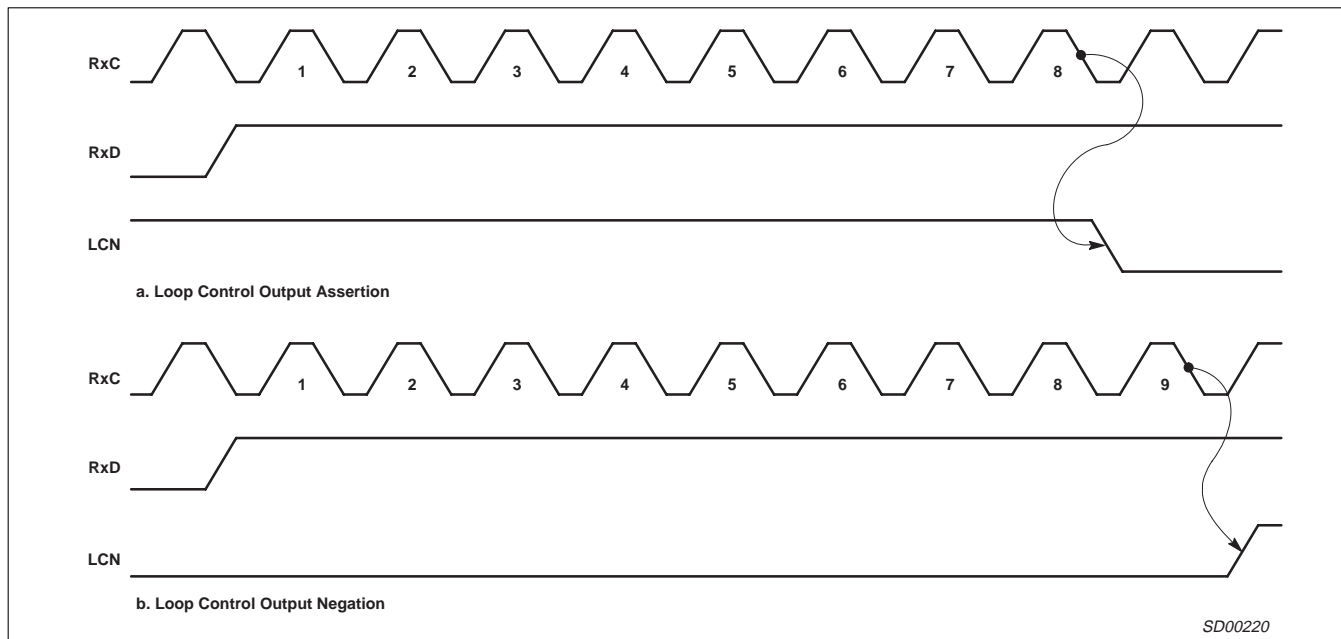 RxC
1 2 3 4 5 6 7 8
RxD
LCN
a. Loop Control Output Assertion
RxC
1 2 3 4 5 6 7 8 9
RxD
LCN
b. Loop Control Output Negation
SD00220